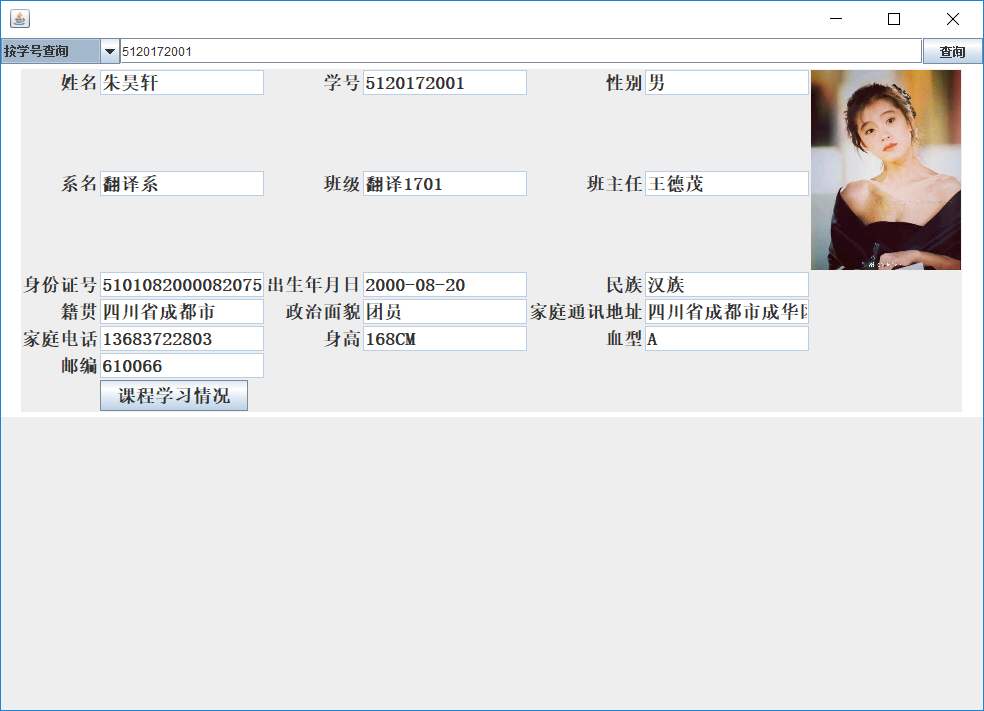 按学号查询 5120172001 查询
姓名 朱昊轩 学号 5120172001 性别 男
系名 翻译系 班级 翻译1701 班主任 王德茂
身份证号 5101082000082075 出生年月日 2000-08-20 民族 汉族
籍贯 四川省成都市 政治面貌 团员 家庭通讯地址 四川省成都市成华
家庭电话 13683722803 身高 168CM 血型 A
邮编 610066
课程学习情况